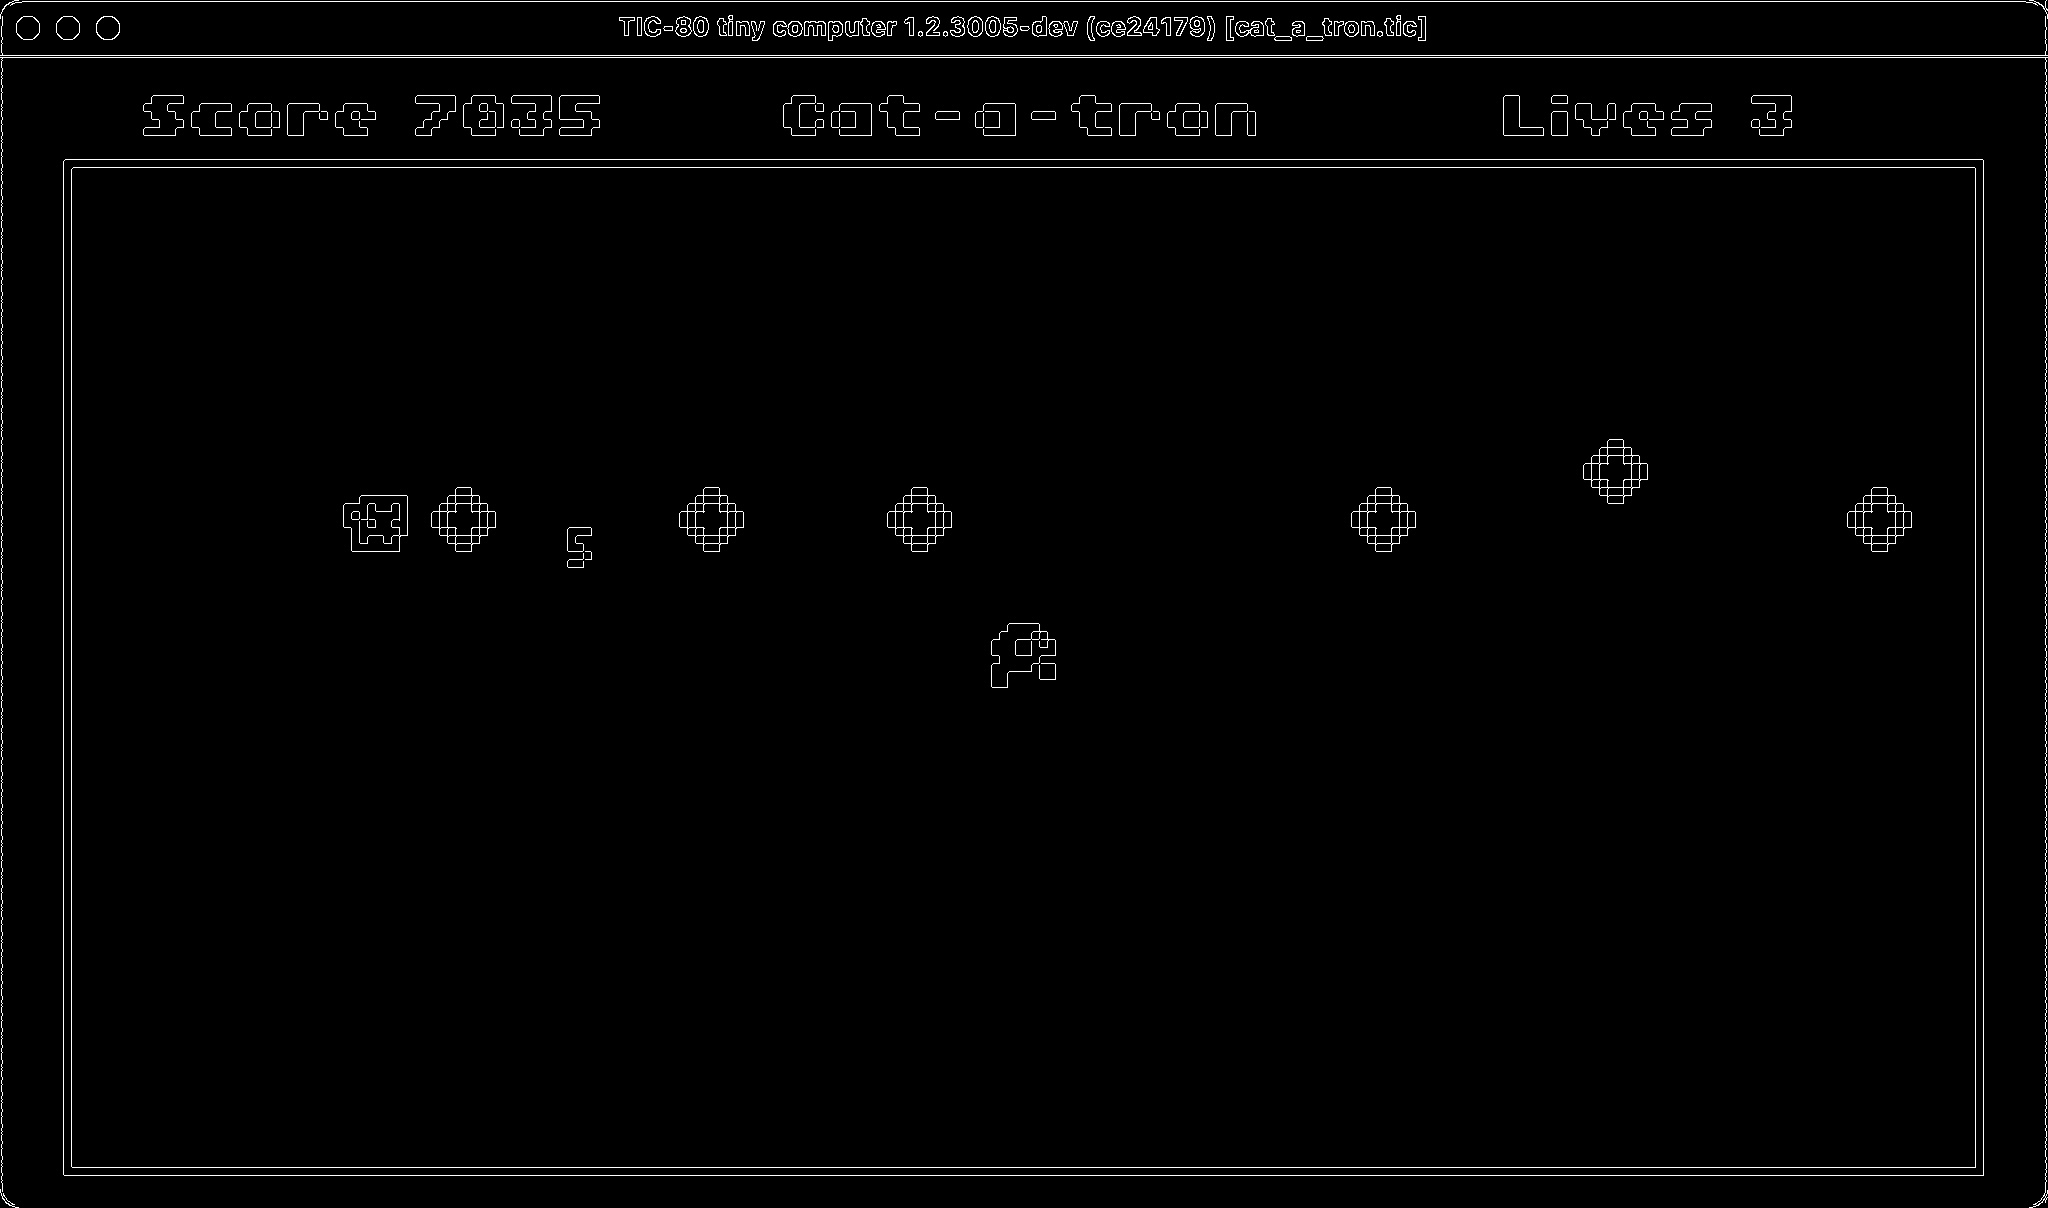 TIC-80 tiny computer 1.2.3005-dev (ce24179) [cat_a_tron.tic]
Score 7035 Cat-a-tron Lives 3
5